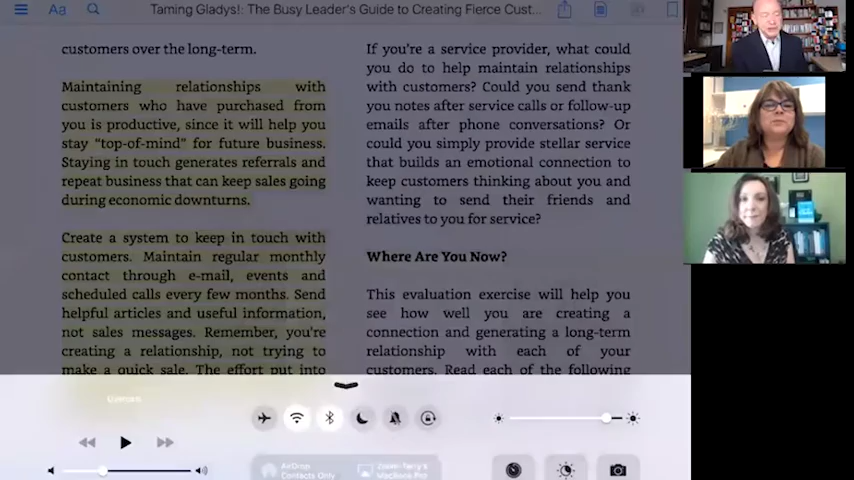 Aa
Taming Gladys!: The Busy Leader's Guide to Creating Fierce Cust...
customers over the long-term.
Maintaining relationships with
customers who have purchased from
you is productive, since it will help you
stay "top-of-mind" for future business.
Staying in touch generates referrals and
repeat business that can keep sales going
during economic downturns.
Create a system to keep in touch with
customers. Maintain regular monthly
contact through e-mail, events and
scheduled calls every few months. Send
helpful articles and useful information,
not sales messages. Remember, you're
creating a relationship, not trying to
make a quick sale. The effort put into
If you're a service provider, what could
you do to help maintain relationships
with customers? Could you send thank
you notes after service calls or follow-up
emails after phone conversations? Or
could you simply provide stellar service
that builds an emotional connection to
keep customers thinking about you and
wanting to send their friends and
relatives to you for service?
Where Are You Now?
This evaluation exercise will help you
see how well you are creating a
connection and generating a long-term
relationship with each of your
customers. Read each of the following
AirDrop
Contacts Only
MacBook Pro